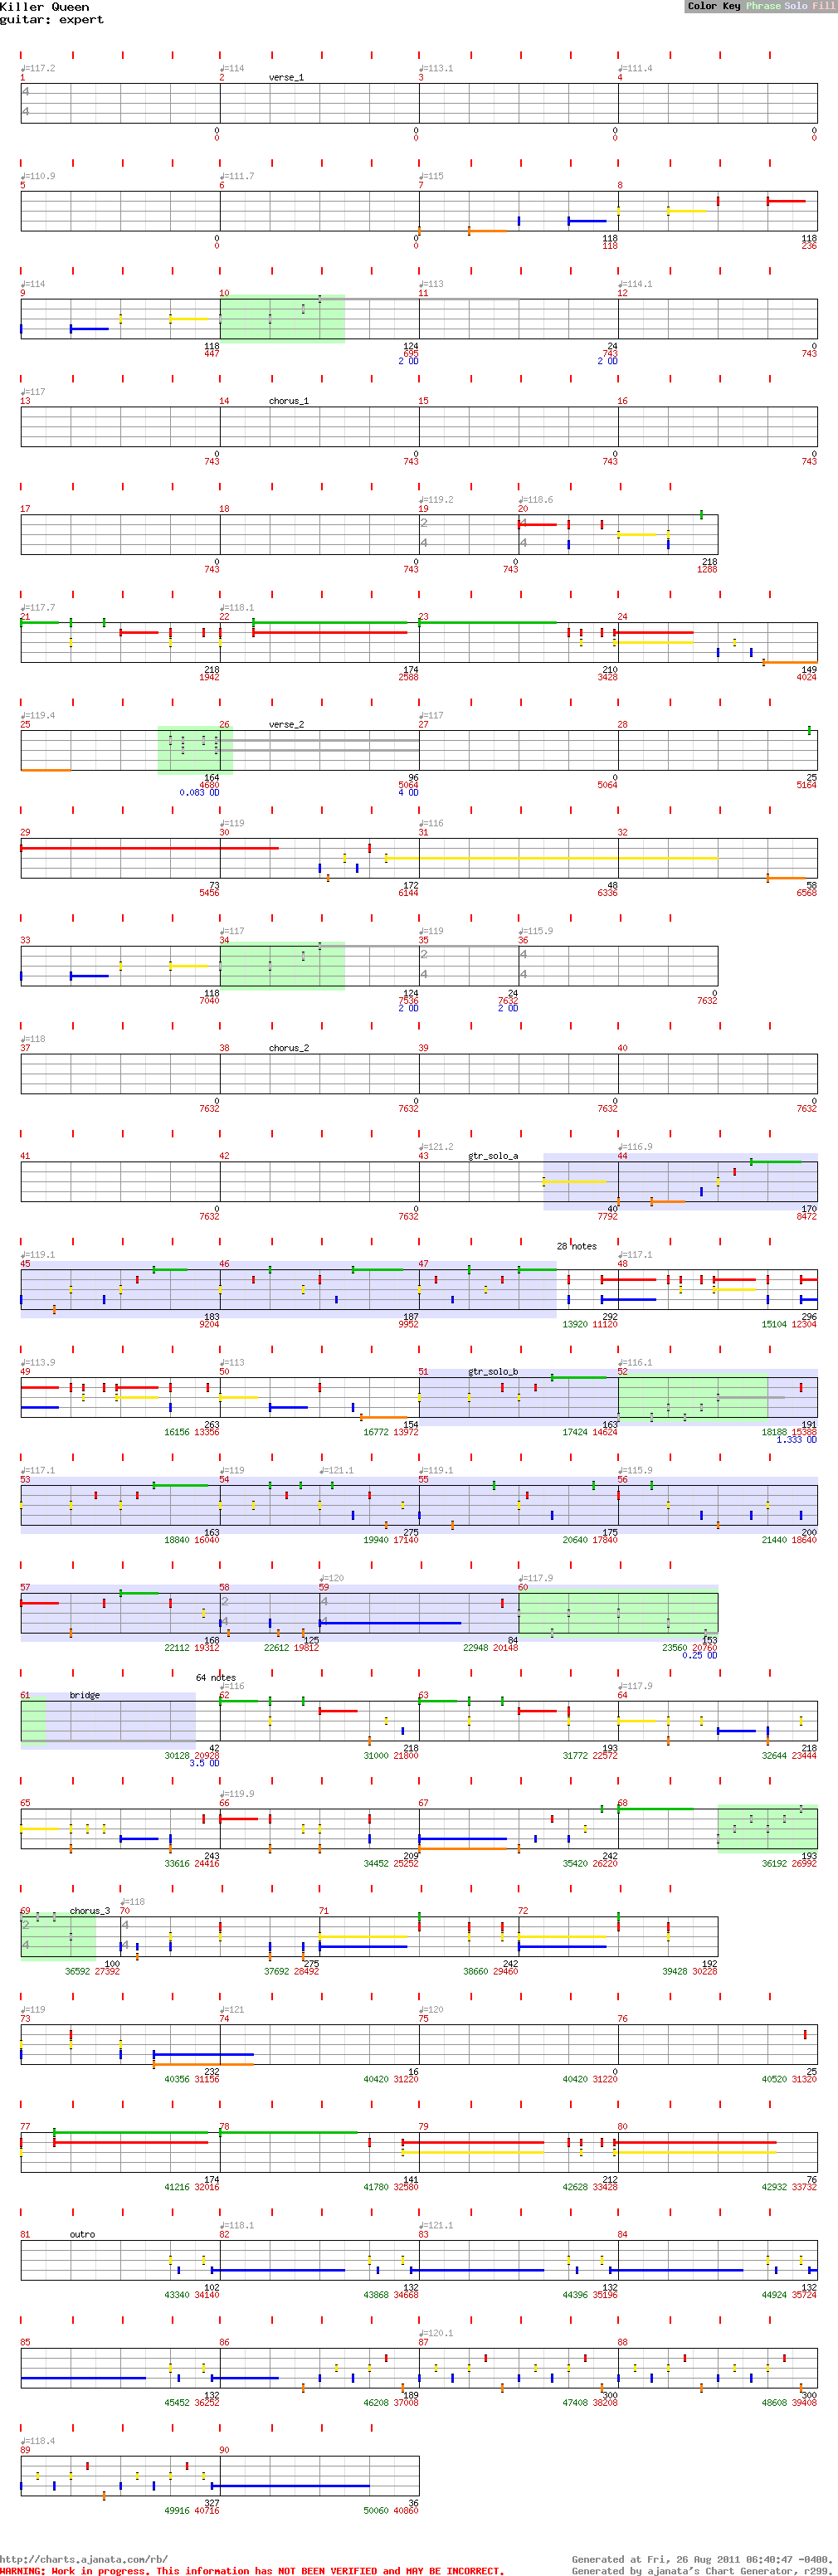 Killer Queen
guitar: expert
Color Key Phrase Solo Fill
♩=117.2 ♩=114 ♩=113.1 ♩=111.4
1 2 verse_1 3 4
4
4
0 0 0 0
0 0 0 0
♩=110.9 ♩=111.7 ♩=115
5 6 7 8
0 0 118 118
0 0 118 236
♩=114 ♩=113 ♩=114.1
9 10 11 12
118 124 24 0
447 695 743 743
2 OD 2 OD
♩=117
13 14 chorus_1 15 16
0 0 0 0
743 743 743 743
♩=119.2 ♩=118.6
17 18 19 20
2 4
4 4
0 0 0 218
743 743 743 1288
♩=117.7 ♩=118.1
21 22 23 24
218 174 210 149
1942 2588 3428 4024
♩=119.4 ♩=117
25 26 verse_2 27 28
164 96 0 25
4680 5064 5064 5164
0.083 OD 4 OD
♩=119 ♩=116
29 30 31 32
73 172 48 58
5456 6144 6336 6568
♩=117 ♩=119 ♩=115.9
33 34 35 36
2 4
4 4
118 124 24 0
7040 7536 7632 7632
2 OD 2 OD
♩=118
37 38 chorus_2 39 40
0 0 0 0
7632 7632 7632 7632
♩=121.2 ♩=116.9
41 42 43 gtr_solo_a 44
0 0 40 170
7632 7632 7792 8472
28 notes
♩=119.1 ♩=117.1
45 46 47 48
183 187 292 296
9204 9952 13920 11120 15104 12304
♩=113.9 ♩=113 ♩=116.1
49 50 51 gtr_solo_b 52
263 154 163 191
16156 13356 16772 13972 17424 14624 18188 15388
1.333 OD
♩=117.1 ♩=119 ♩=121.1 ♩=119.1 ♩=115.9
53 54 55 56
163 275 175 200
18840 16040 19940 17140 20640 17840 21440 18640
♩=120 ♩=117.9
57 58 59 60
2 4
4 4
168 125 84 153
22112 19312 22612 19812 22948 20148 23560 20760
0.25 OD
64 notes
♩=116 ♩=117.9
61 bridge 62 63 64
42 218 193 218
30128 20928 31000 21800 31772 22572 32644 23444
3.5 OD
♩=119.9
65 66 67 68
243 209 242 193
33616 24416 34452 25252 35420 26220 36192 26992
♩=118
69 chorus_3 70 71 72
2 4
4 4
100 275 242 192
36592 27392 37692 28492 38660 29460 39428 30228
♩=119 ♩=121 ♩=120
73 74 75 76
232 16 0 25
40356 31156 40420 31220 40420 31220 40520 31320
77 78 79 80
174 141 212 76
41216 32016 41780 32580 42628 33428 42932 33732
♩=118.1 ♩=121.1
81 outro 82 83 84
102 132 132 132
43340 34140 43868 34668 44396 35196 44924 35724
♩=120.1
85 86 87 88
132 189 300 300
45452 36252 46208 37008 47408 38208 48608 39408
♩=118.4
89 90
327 36
49916 40716 50060 40860
http://charts.ajanata.com/rb/ Generated at Fri, 26 Aug 2011 06:40:47 -0400.
WARNING: Work in progress. This information has NOT BEEN VERIFIED and MAY BE INCORRECT. Generated by ajanata's Chart Generator, r299.